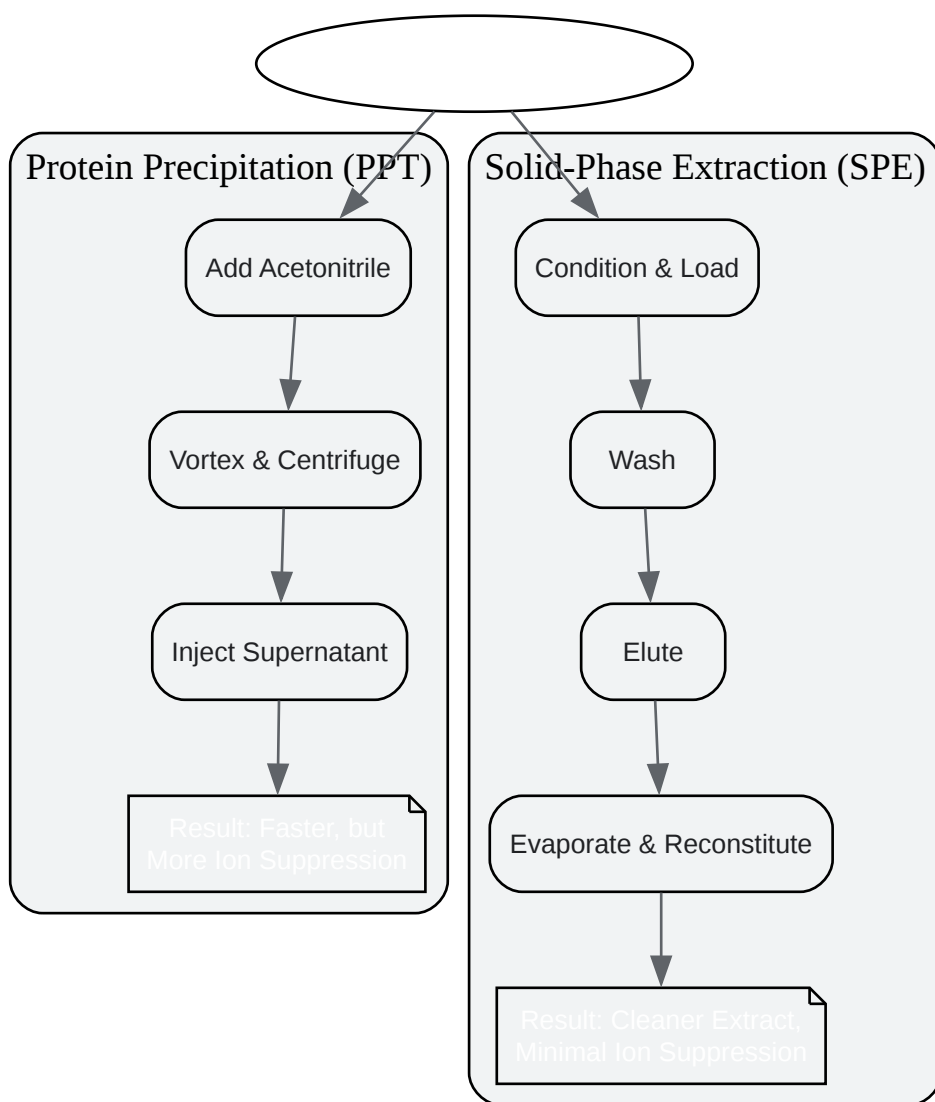 Protein Precipitation (PPT)
Add Acetonitrile
Vortex & Centrifuge
Inject Supernatant
Result: Faster, but
More Ion Suppression
Solid-Phase Extraction (SPE)
Condition & Load
Wash
Elute
Evaporate & Reconstitute
Result: Cleaner Extract,
Minimal Ion Suppression